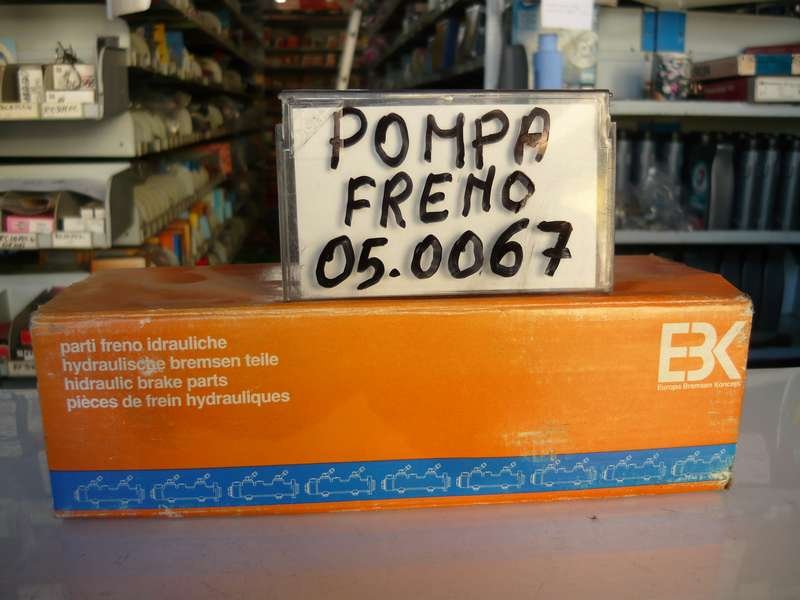 POMPA
FRENO
05.0067
parti freno idrauliche
hydraulische bremsen teile
hidraulic brake parts
pièces de frein hydrauliques
EBK
Europa Bremsen Koncept